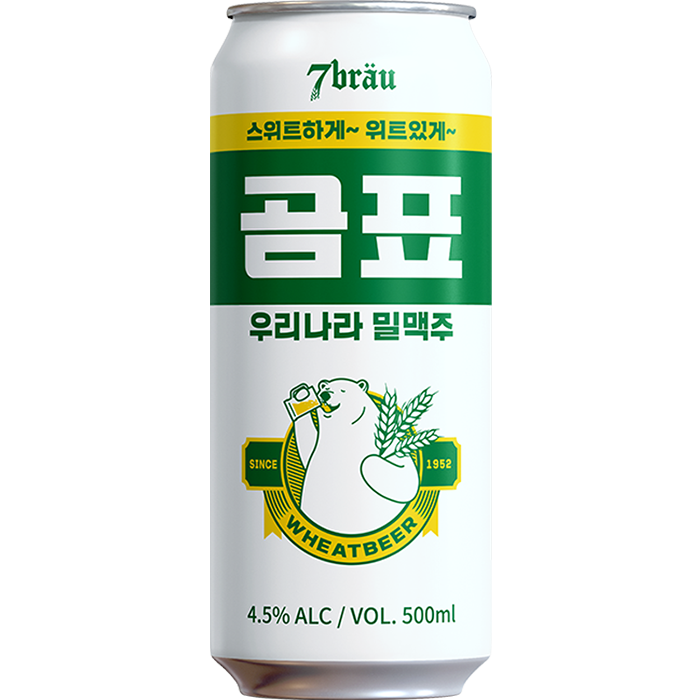 7bräu
스위트하게~ 위트있게~
곰표
우리나라 밀맥주
SINCE 1952
WHEATBEER
4.5% ALC / VOL. 500ml